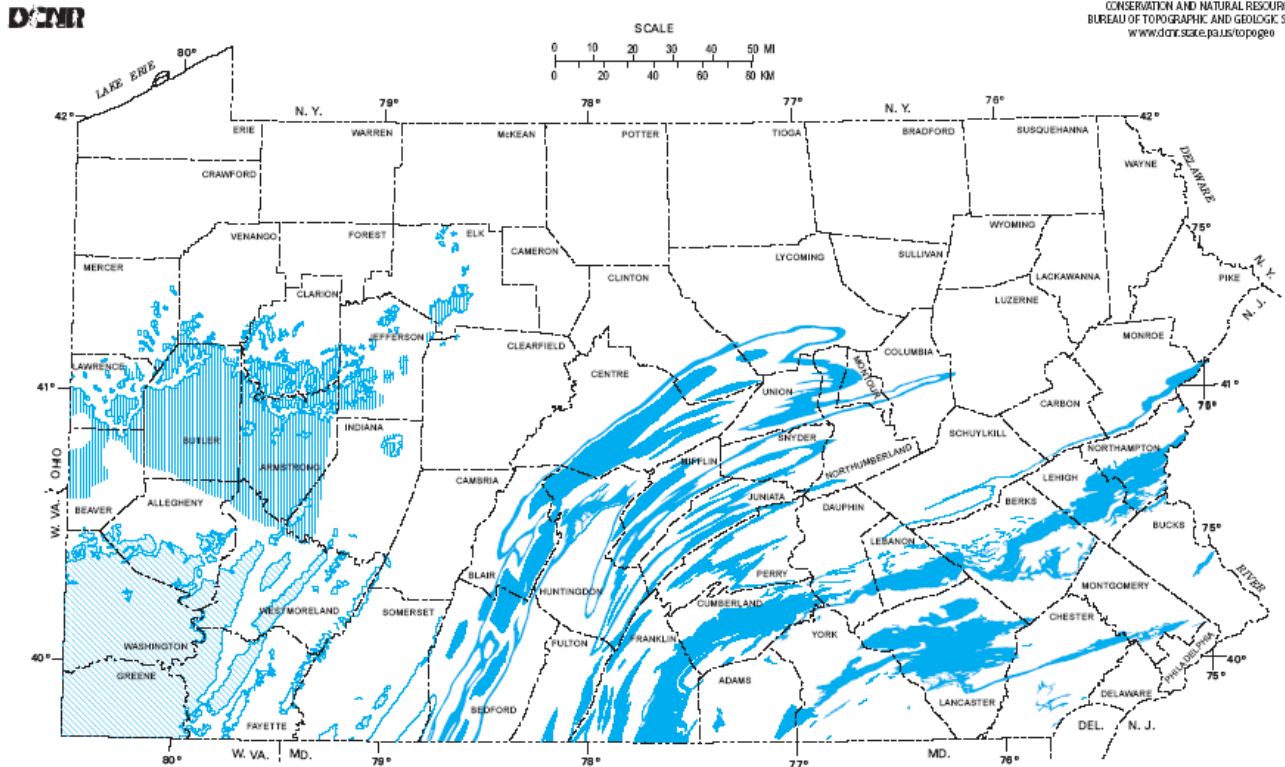 DCNR
CONSERVATION AND NATURAL RESOUR
BUREAU OF TOPOGRAPHIC AND GEOLOGIC S
www.dcnr.state.pa.us/topogeo
SCALE
0 10 20 30 40 50 MI
0 20 40 60 80 KM
LAKE ERIE
80°
79°
78°
77°
76°
N. Y.
N. Y.
42°
42°
ERIE
WARREN
McKEAN
POTTER
TIOGA
BRADFORD
SUSQUEHANNA
WAYNE
DELAWARE
CRAWFORD
VENANGO
FOREST
ELK
CAMERON
WYOMING
75°
MERCER
CLINTON
LYCOMING
SULLIVAN
LACKAWANNA
PIKE
N. Y.
N. J.
CLARION
LUZERNE
JEFFERSON
CLEARFIELD
COLUMBIA
MONROE
LAWRENCE
CENTRE
MONTOUR
41°
41°
75°
UNION
CARBON
BUTLER
INDIANA
SNYDER
SCHUYLKILL
NORTHAMPTON
OHIO
ARMSTRONG
MIFFLIN
NORTHUMBERLAND
LEHIGH
CAMBRIA
ALLEGHENY
JUNIATA
BERKS
BEAVER
DAUPHIN
BUCKS
75°
W. VA.
LEBANON
BLAIR
PERRY
RIVER
HUNTINGDON
MONTGOMERY
WESTMORELAND
SOMERSET
CUMBERLAND
CHESTER
WASHINGTON
FULTON
FRANKLIN
YORK
PHILADELPHIA
40°
40°
75°
GREENE
ADAMS
DELAWARE
LANCASTER
BEDFORD
FAYETTE
DEL.
N. J.
80°
W. VA.
MD.
79°
78°
77°
MD.
76°